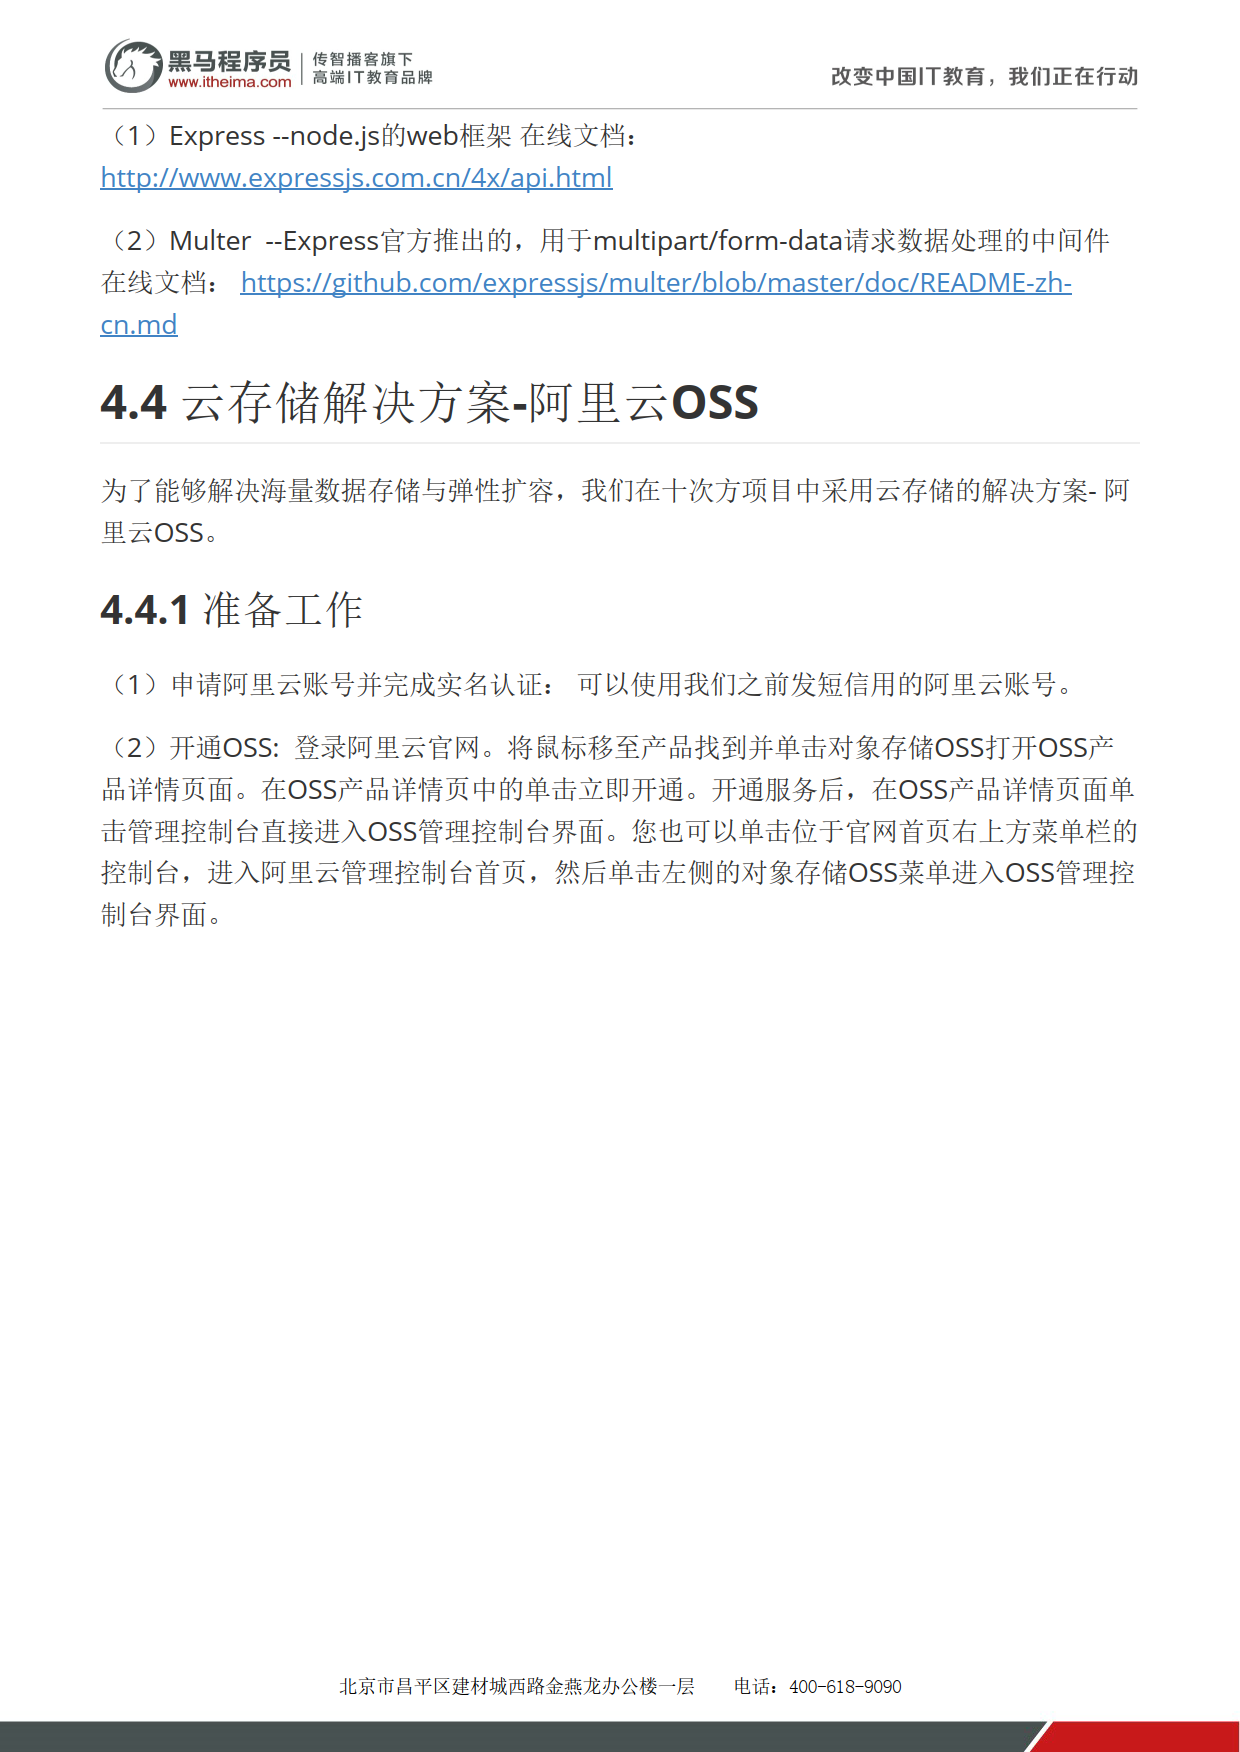 黑马程序员
www.itheima.com
传智播客旗下
高端IT教育品牌
改变中国IT教育，我们正在行动
（1）Express --node.js的web框架 在线文档：
http://www.expressjs.com.cn/4x/api.html
（2）Multer  --Express官方推出的，用于multipart/form-data请求数据处理的中间件
在线文档： https://github.com/expressjs/multer/blob/master/doc/README-zh-
cn.md
4.4 云存储解决方案-阿里云OSS
为了能够解决海量数据存储与弹性扩容，我们在十次方项目中采用云存储的解决方案- 阿
里云OSS。
4.4.1 准备工作
（1）申请阿里云账号并完成实名认证： 可以使用我们之前发短信用的阿里云账号。
（2）开通OSS:  登录阿里云官网。将鼠标移至产品找到并单击对象存储OSS打开OSS产
品详情页面。在OSS产品详情页中的单击立即开通。开通服务后，在OSS产品详情页面单
击管理控制台直接进入OSS管理控制台界面。您也可以单击位于官网首页右上方菜单栏的
控制台，进入阿里云管理控制台首页，然后单击左侧的对象存储OSS菜单进入OSS管理控
制台界面。
北京市昌平区建材城西路金燕龙办公楼一层 电话：400-618-9090